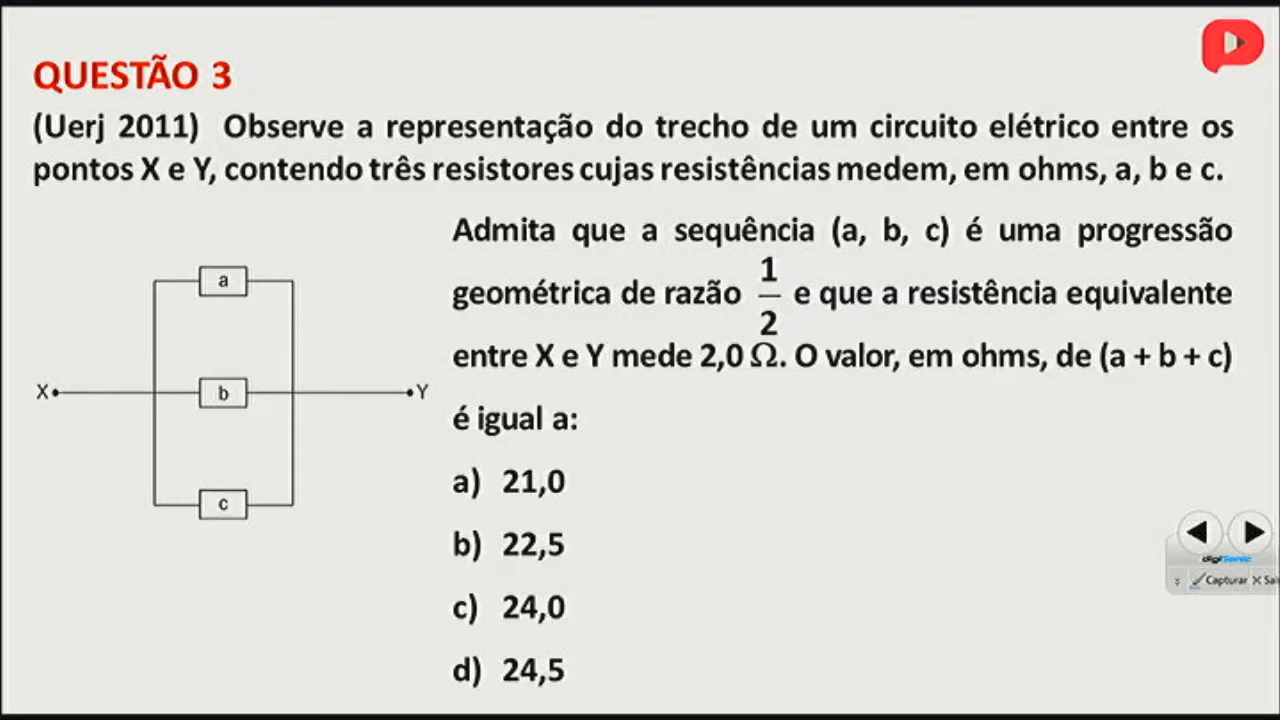 QUESTÃO 3
(Uerj 2011) Observe a representação do trecho de um circuito elétrico entre os
pontos X e Y, contendo três resistores cujas resistências medem, em ohms, a, b e c.
Admita que a sequência (a, b, c) é uma progressão
geométrica de razão 1/2 e que a resistência equivalente
entre X e Y mede 2,0 Ω. O valor, em ohms, de (a + b + c)
é igual a:
a) 21,0
b) 22,5
c) 24,0
d) 24,5
a
X b Y
c
digiSonic
Capturar